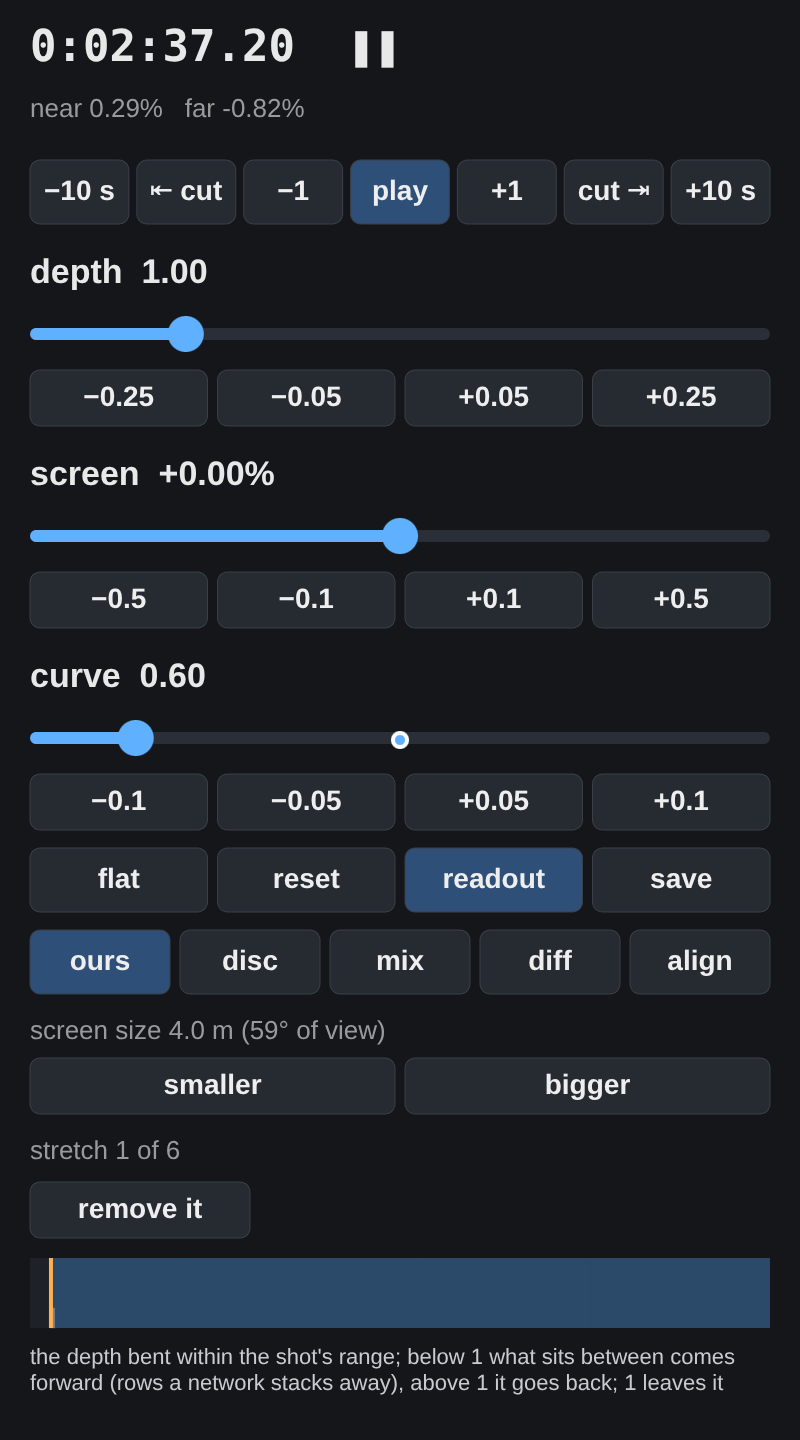 0:02:37.20 ❚❚
near 0.29% far -0.82%
−10 s ⇤ cut −1 play +1 cut ⇥ +10 s
depth 1.00
−0.25 −0.05 +0.05 +0.25
screen +0.00%
−0.5 −0.1 +0.1 +0.5
curve 0.60
−0.1 −0.05 +0.05 +0.1
flat reset readout save
ours disc mix diff align
screen size 4.0 m (59° of view)
smaller bigger
stretch 1 of 6
remove it
the depth bent within the shot's range; below 1 what sits between comes
forward (rows a network stacks away), above 1 it goes back; 1 leaves it